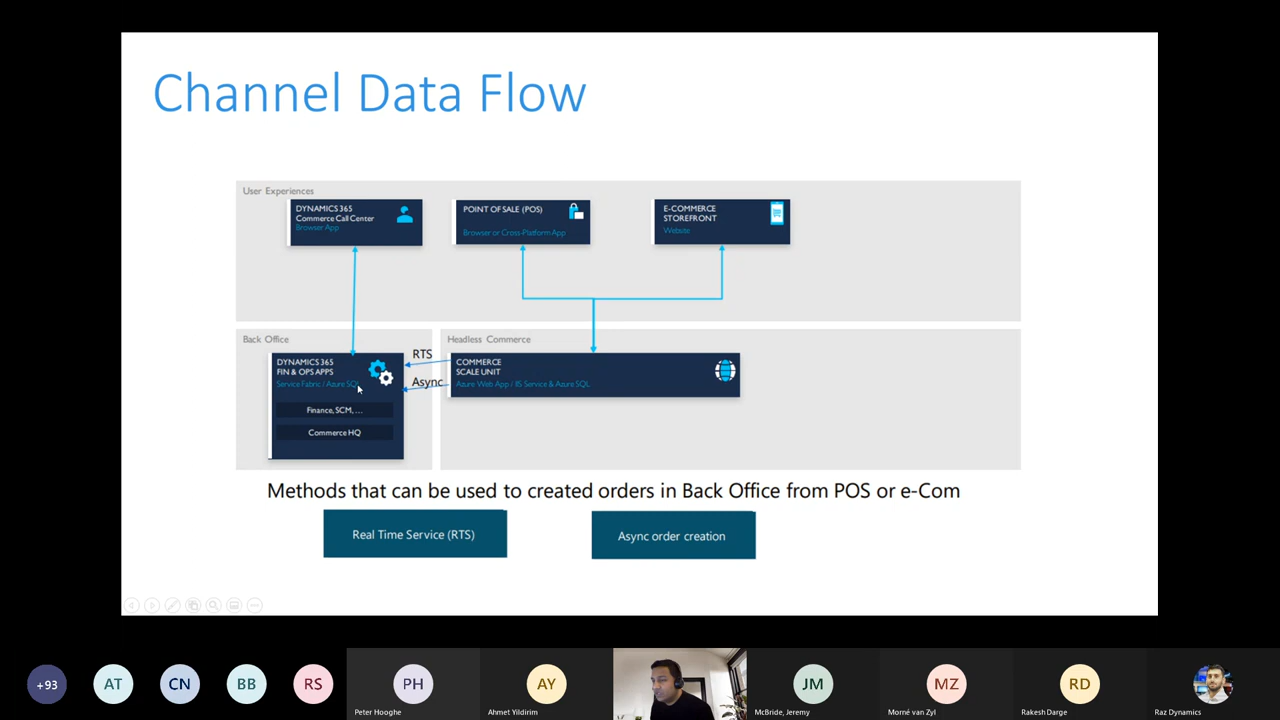 Channel Data Flow
User Experiences
DYNAMICS 365
Commerce Call Center
Browser App
POINT OF SALE (POS)
Browser or Cross-Platform App
E-COMMERCE
STOREFRONT
Website
Back Office
DYNAMICS 365
FIN & OPS APPS
Service Fabric / Azure SQL
Finance, SCM, ...
Commerce HQ
RTS
Async
Headless Commerce
COMMERCE
SCALE UNIT
Azure Web App / IIS Service & Azure SQL
Methods that can be used to created orders in Back Office from POS or e-Com
Real Time Service (RTS)
Async order creation
+93
AT
CN
BB
RS
PH
Peter Hooghe
AY
Ahmet Yildirim
JM
McBride, Jeremy
MZ
Morné van Zyl
RD
Rakesh Darge
Raz Dynamics